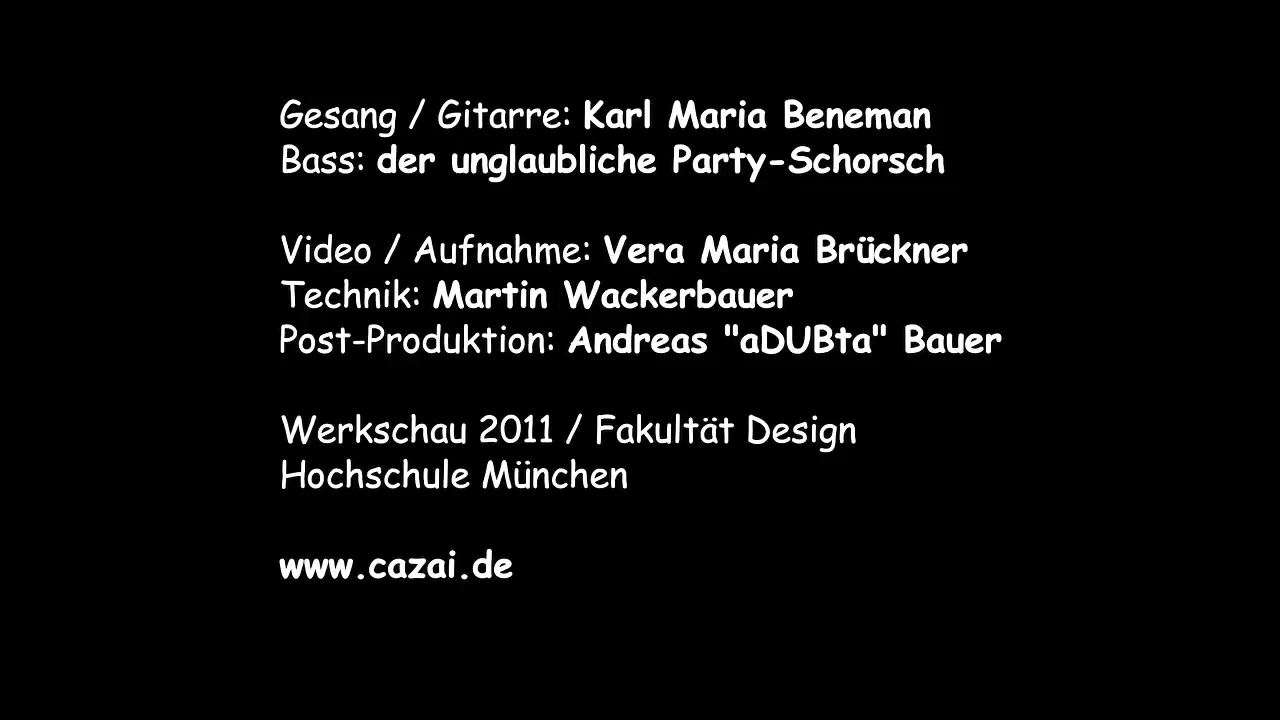 Gesang / Gitarre: Karl Maria Beneman
Bass: der unglaubliche Party-Schorsch
Video / Aufnahme: Vera Maria Brückner
Technik: Martin Wackerbauer
Post-Produktion: Andreas "aDUBta" Bauer
Werkschau 2011 / Fakultät Design
Hochschule München
www.cazai.de